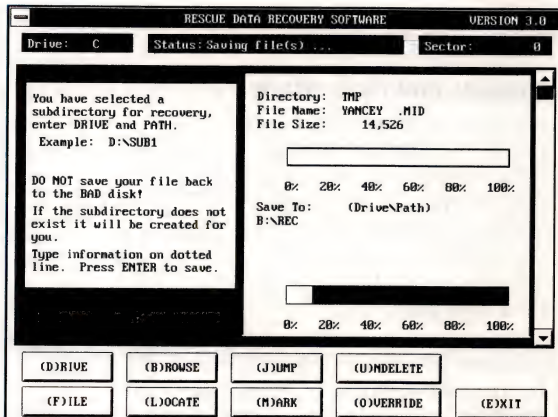 RESCUE DATA RECOVERY SOFTWARE VERSION 3.0
Drive: C Status: Saving file(s) ... Sector: 0
You have selected a
subdirectory for recovery,
enter DRIVE and PATH.
Example: D:\SUB1
DO NOT save your file back
to the BAD disk!
If the subdirectory does not
exist it will be created for
you.
Type information on dotted
line. Press ENTER to save.
Directory: TMP
File Name: YANCEY .MID
File Size: 14,526
0% 20% 40% 60% 80% 100%
Save To: (Drive\Path)
B:\REC
0% 20% 40% 60% 80% 100%
(D)RIVE (B)ROWSE (J)UMP (U)NDELETE
(F)ILE (L)OCATE (M)ARK (O)VERRIDE (E)XIT